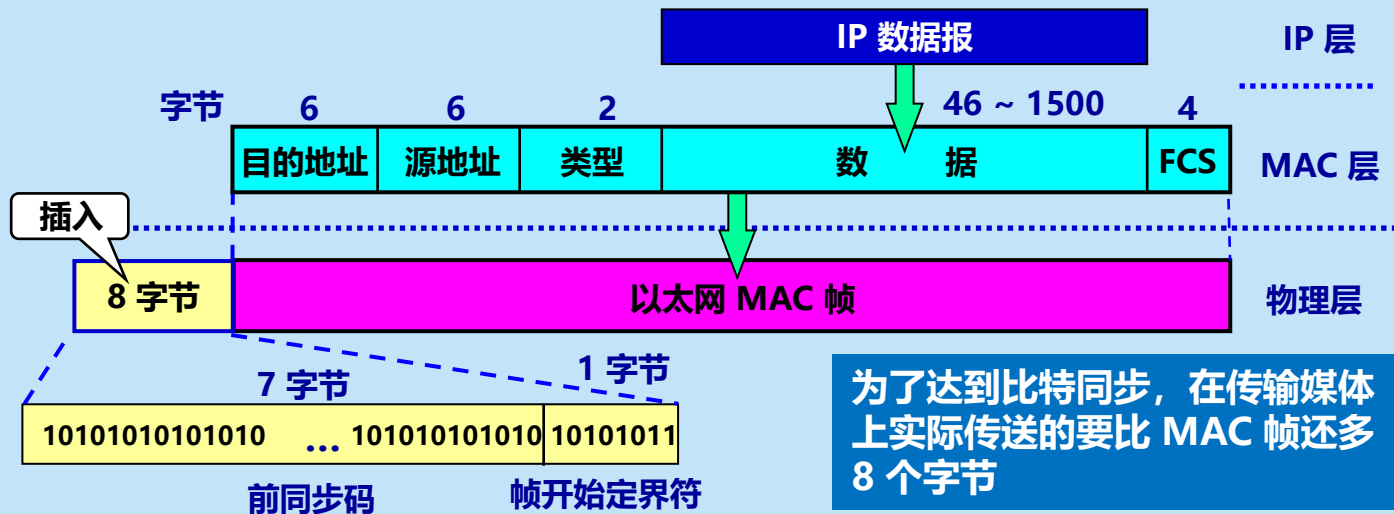 IP 数据报
IP 层
字节 6 6 2 46 ~ 1500 4
目的地址 源地址 类型 数 据 FCS
MAC 层
插入
8 字节
以太网 MAC 帧
物理层
7 字节
1 字节
10101010101010 ... 101010101010 10101011
前同步码
帧开始定界符
为了达到比特同步，在传输媒体
上实际传送的要比 MAC 帧还多
8 个字节